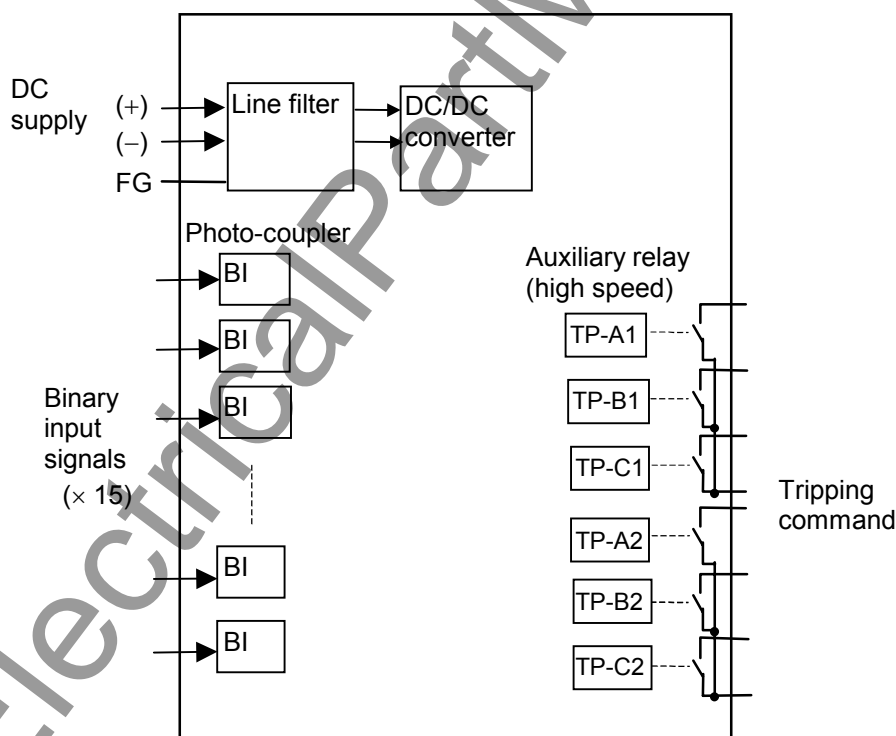 DC
supply
(+)
(−)
FG
Line filter
DC/DC
converter
Photo-coupler
BI
BI
BI
BI
BI
Binary
input
signals
(× 15)
Auxiliary relay
(high speed)
TP-A1
TP-B1
TP-C1
TP-A2
TP-B2
TP-C2
Tripping
command
ElectricalPartM